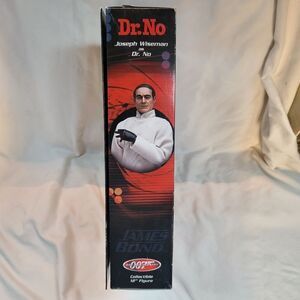 Dr.No
Joseph Wiseman
as
Dr. No
JAMES
BOND
007
Collectible
12" Figure